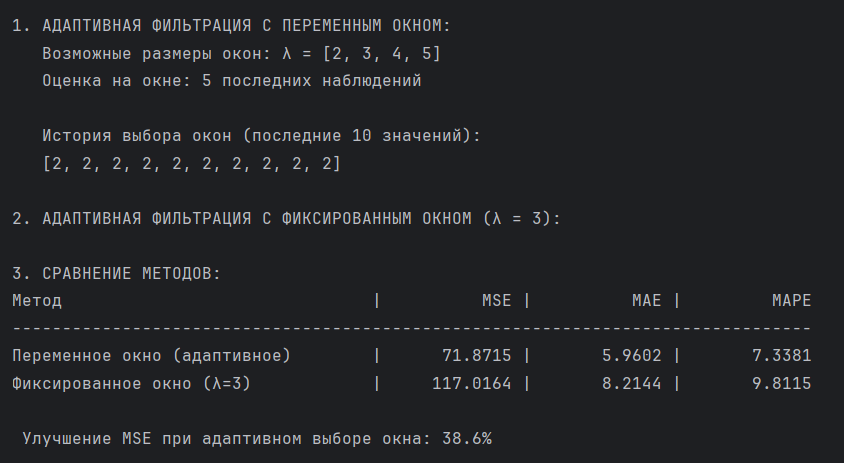 1. АДАПТИВНАЯ ФИЛЬТРАЦИЯ С ПЕРЕМЕННЫМ ОКНОМ:
Возможные размеры окон: λ = [2, 3, 4, 5]
Оценка на окне: 5 последних наблюдений
История выбора окон (последние 10 значений):
[2, 2, 2, 2, 2, 2, 2, 2, 2, 2]
2. АДАПТИВНАЯ ФИЛЬТРАЦИЯ С ФИКСИРОВАННЫМ ОКНОМ (λ = 3):
3. СРАВНЕНИЕ МЕТОДОВ:
Метод | MSE | MAE | MAPE
--------------------------------------------------------------------------------
Переменное окно (адаптивное) | 71.8715 | 5.9602 | 7.3381
Фиксированное окно (λ=3) | 117.0164 | 8.2144 | 9.8115
Улучшение MSE при адаптивном выборе окна: 38.6%